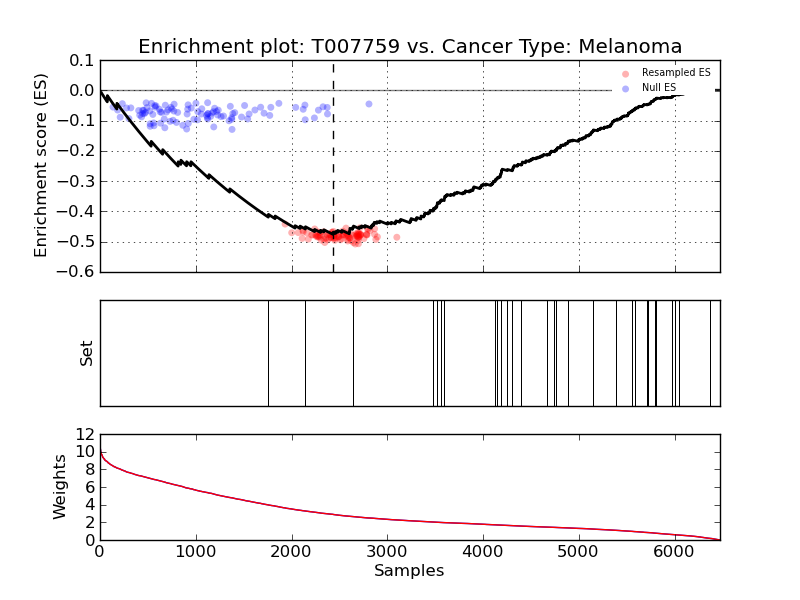 Enrichment plot: T007759 vs. Cancer Type: Melanoma
Enrichment score (ES)
0.1
0.0
−0.1
−0.2
−0.3
−0.4
−0.5
−0.6
Resampled ES
Null ES
Set
Weights
12
10
8
6
4
2
0
0 1000 2000 3000 4000 5000 6000
Samples